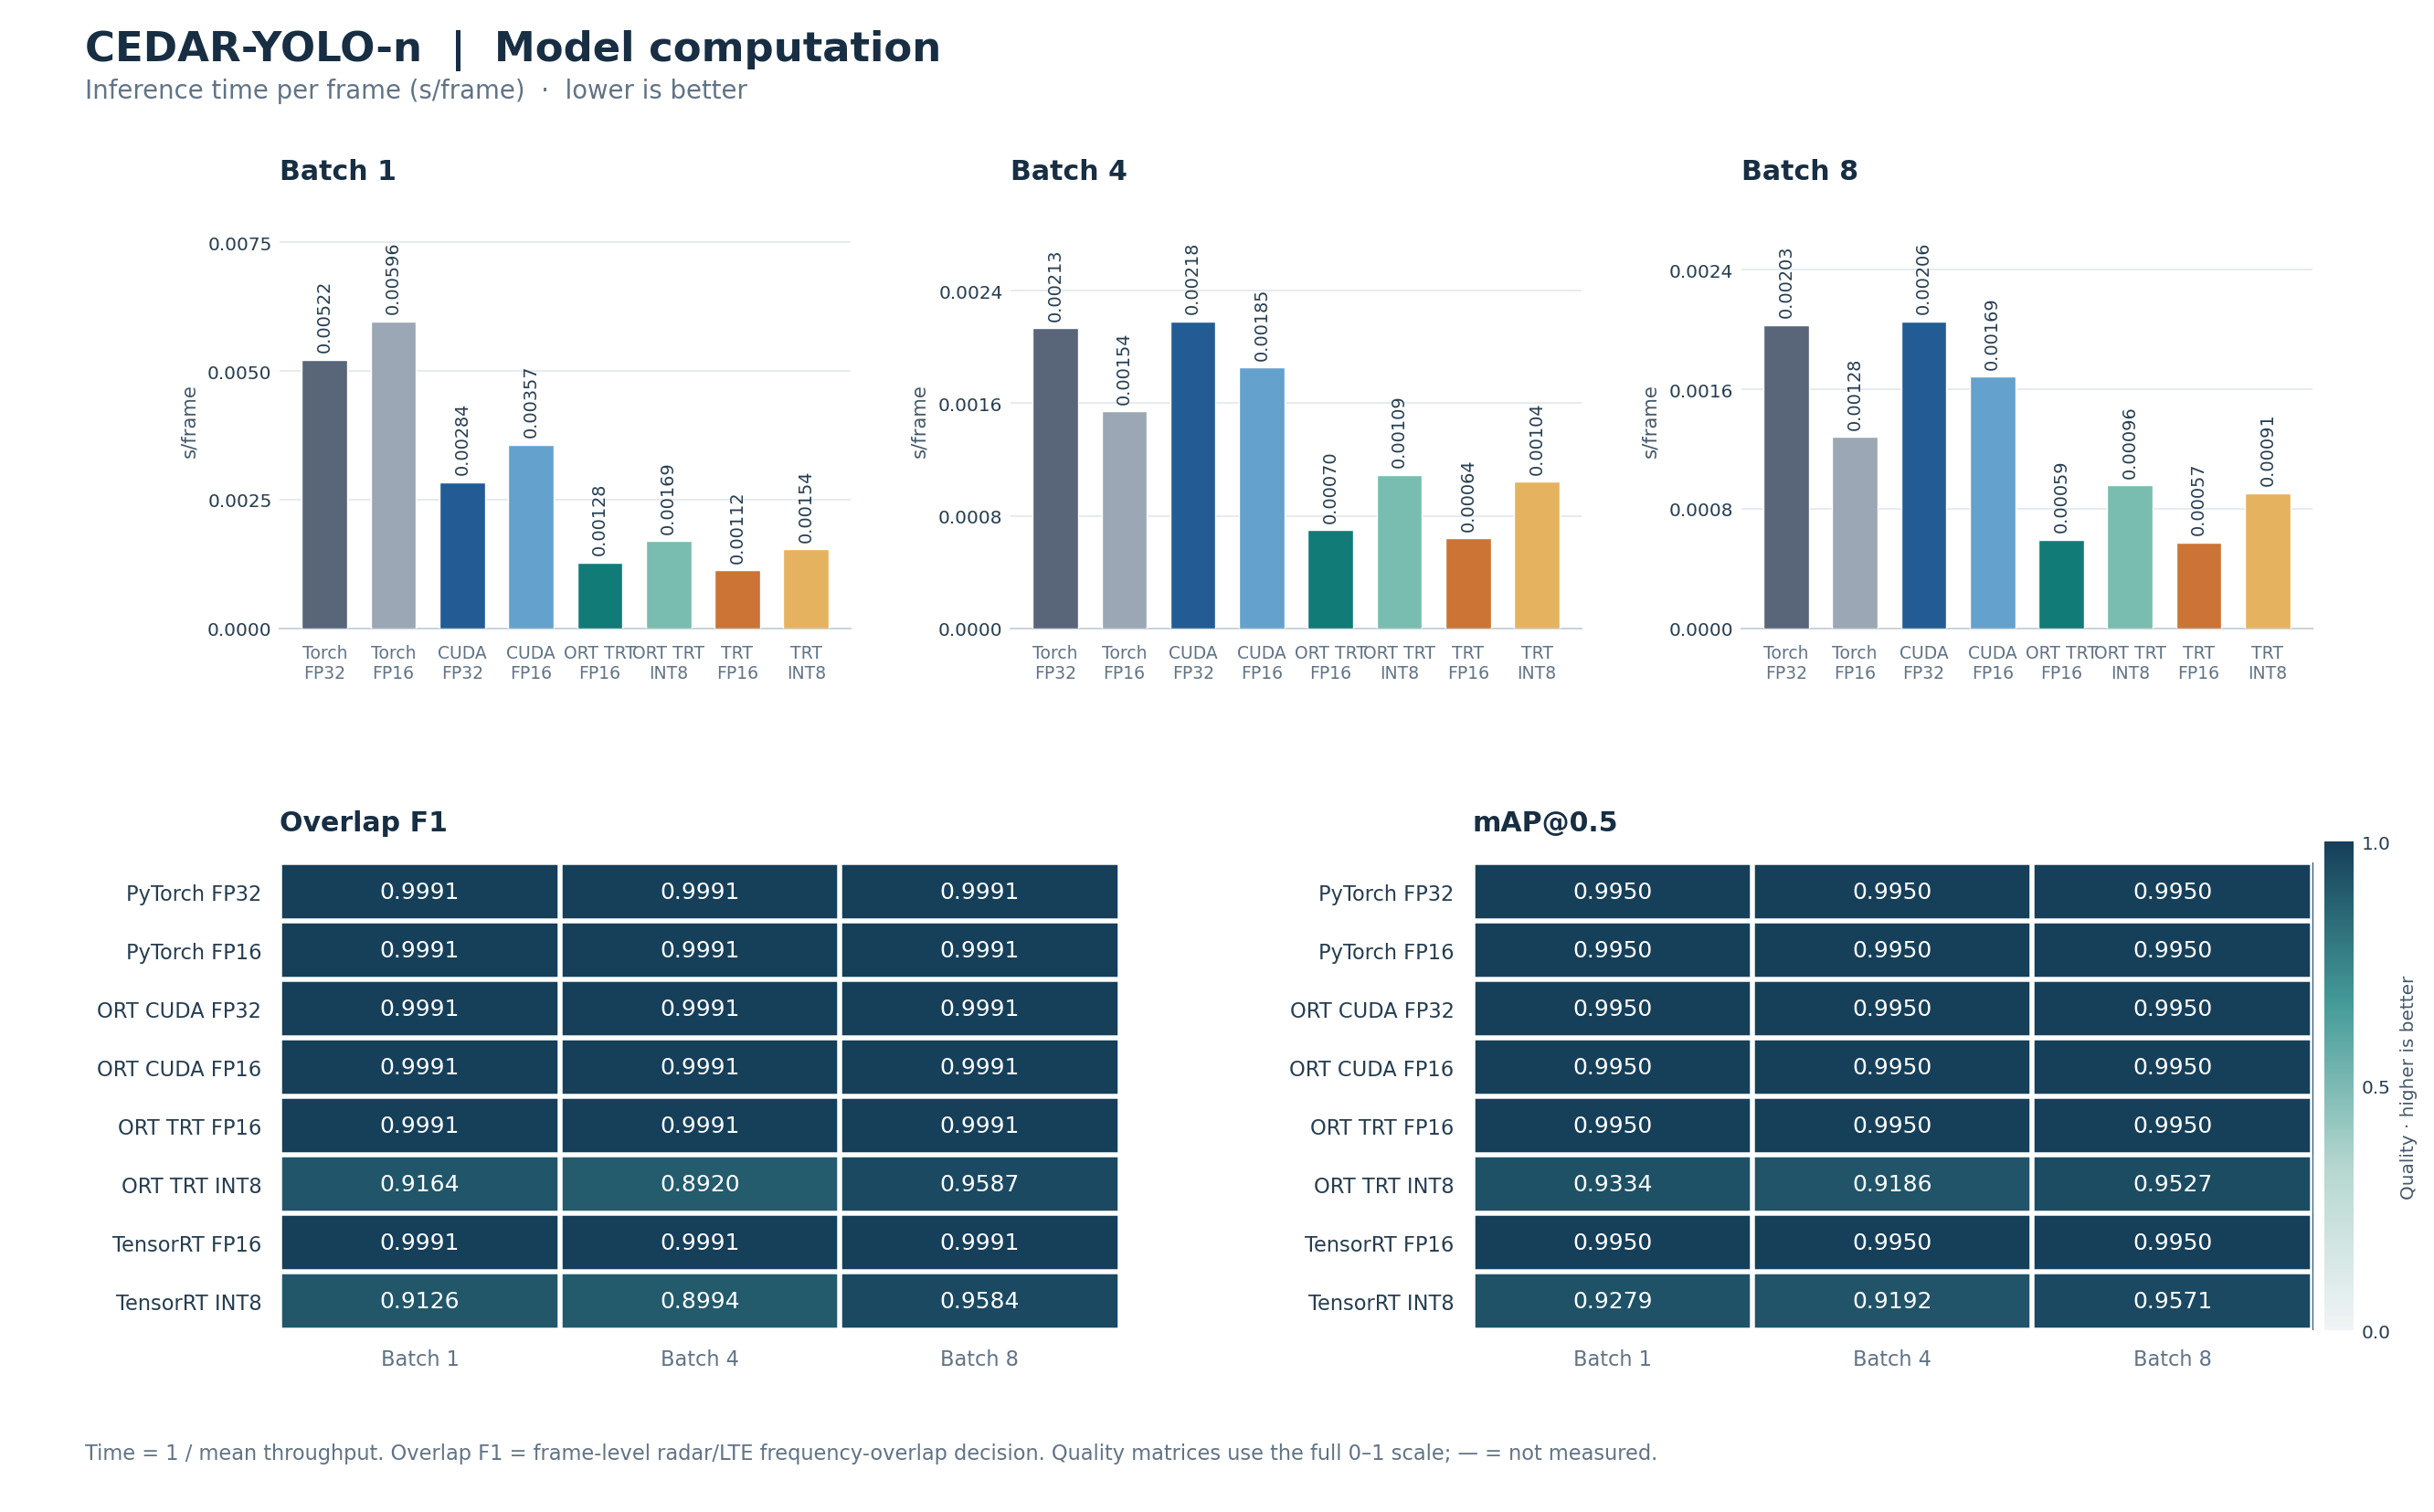 CEDAR-YOLO-n | Model computation
Inference time per frame (s/frame) · lower is better
Batch 1
s/frame
0.0075
0.0050
0.0025
0.0000
0.00522
0.00596
0.00284
0.00357
0.00128
0.00169
0.00112
0.00154
Torch FP32
Torch FP16
CUDA FP32
CUDA FP16
ORT TRT FP16
ORT TRT INT8
TRT FP16
TRT INT8
Batch 4
s/frame
0.0024
0.0016
0.0008
0.0000
0.00213
0.00154
0.00218
0.00185
0.00070
0.00109
0.00064
0.00104
Torch FP32
Torch FP16
CUDA FP32
CUDA FP16
ORT TRT FP16
ORT TRT INT8
TRT FP16
TRT INT8
Batch 8
s/frame
0.0024
0.0016
0.0008
0.0000
0.00203
0.00128
0.00206
0.00169
0.00059
0.00096
0.00057
0.00091
Torch FP32
Torch FP16
CUDA FP32
CUDA FP16
ORT TRT FP16
ORT TRT INT8
TRT FP16
TRT INT8
Overlap F1
PyTorch FP32 0.9991 0.9991 0.9991
PyTorch FP16 0.9991 0.9991 0.9991
ORT CUDA FP32 0.9991 0.9991 0.9991
ORT CUDA FP16 0.9991 0.9991 0.9991
ORT TRT FP16 0.9991 0.9991 0.9991
ORT TRT INT8 0.9164 0.8920 0.9587
TensorRT FP16 0.9991 0.9991 0.9991
TensorRT INT8 0.9126 0.8994 0.9584
Batch 1 Batch 4 Batch 8
mAP@0.5
PyTorch FP32 0.9950 0.9950 0.9950
PyTorch FP16 0.9950 0.9950 0.9950
ORT CUDA FP32 0.9950 0.9950 0.9950
ORT CUDA FP16 0.9950 0.9950 0.9950
ORT TRT FP16 0.9950 0.9950 0.9950
ORT TRT INT8 0.9334 0.9186 0.9527
TensorRT FP16 0.9950 0.9950 0.9950
TensorRT INT8 0.9279 0.9192 0.9571
Batch 1 Batch 4 Batch 8
1.0
0.5
0.0
Quality · higher is better
Time = 1 / mean throughput. Overlap F1 = frame-level radar/LTE frequency-overlap decision. Quality matrices use the full 0–1 scale; — = not measured.